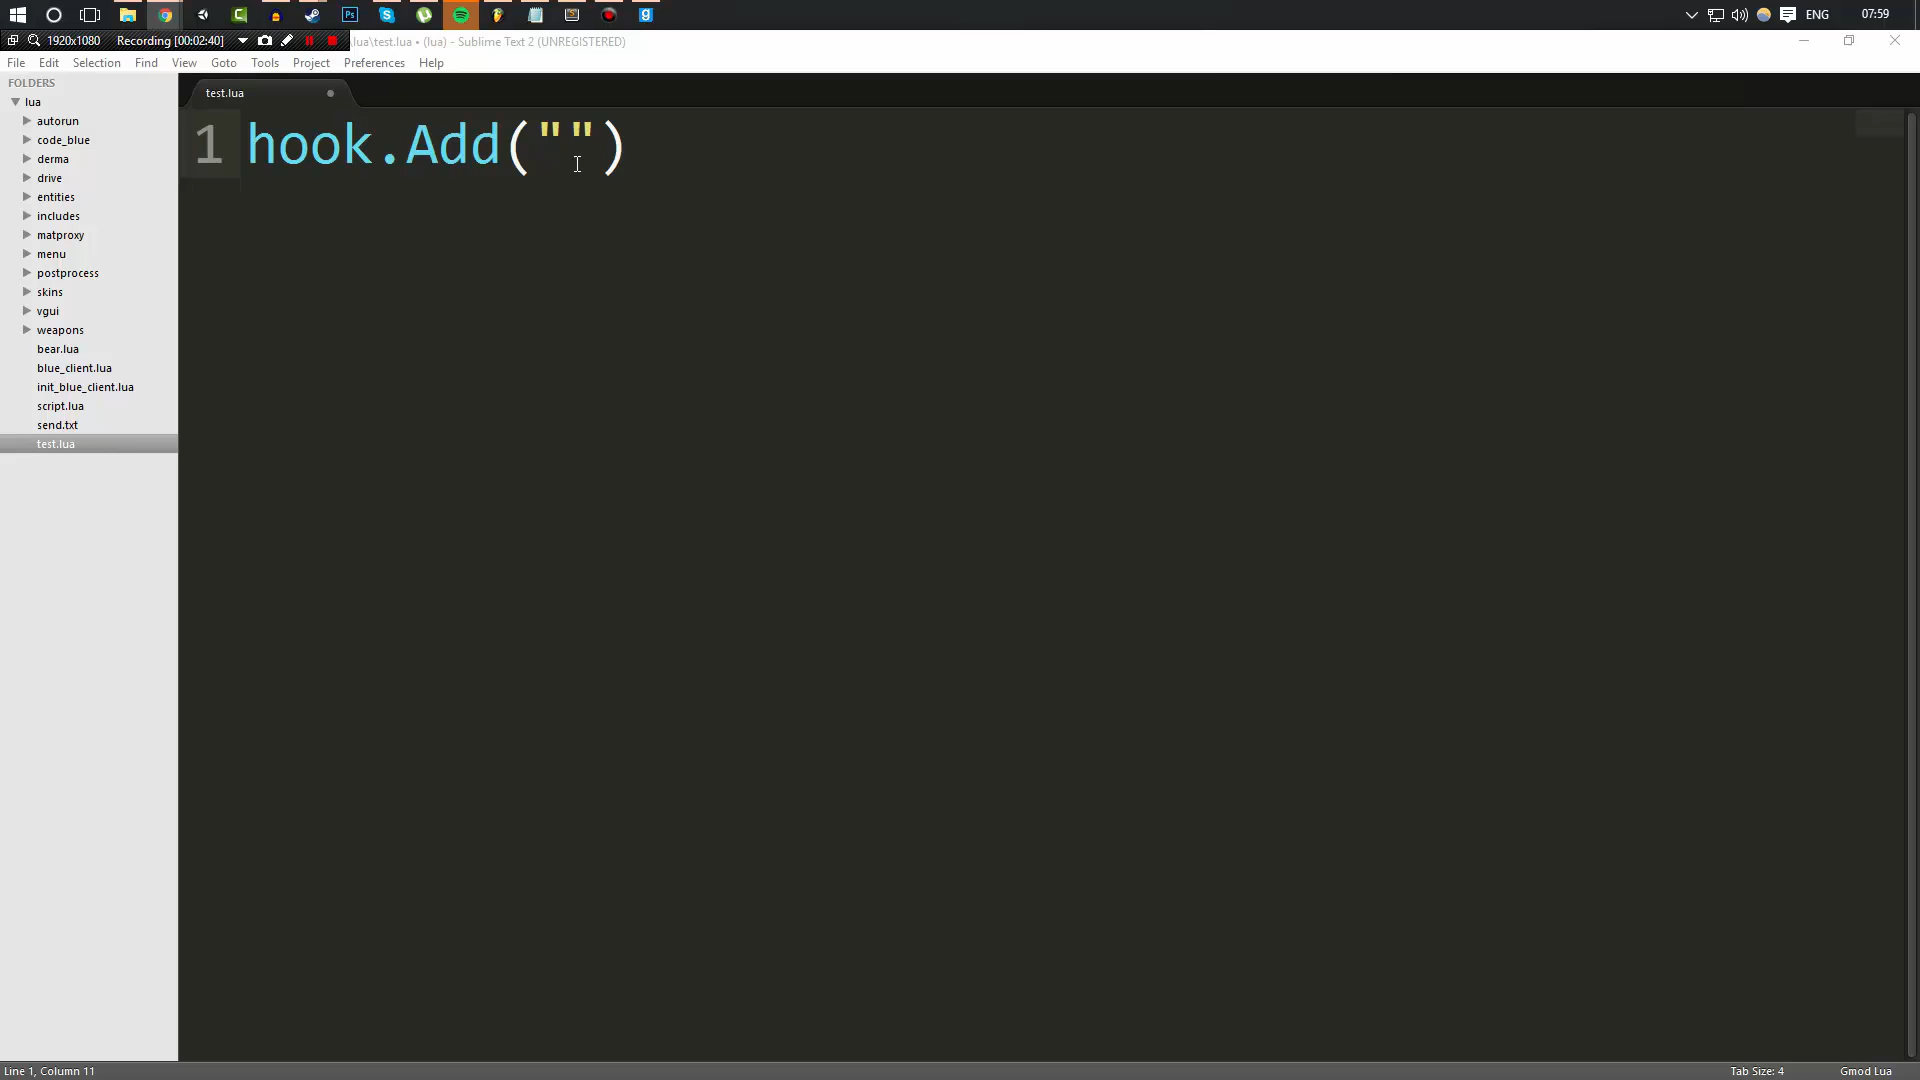 ENG
07:59
1920x1080 Recording [00:02:40] \lua\test.lua • (lua) - Sublime Text 2 (UNREGISTERED)
File Edit Selection Find View Goto Tools Project Preferences Help
FOLDERS
lua
autorun
code_blue
derma
drive
entities
includes
matproxy
menu
postprocess
skins
vgui
weapons
bear.lua
blue_client.lua
init_blue_client.lua
script.lua
send.txt
test.lua
test.lua
1 hook.Add("")
Line 1, Column 11
Tab Size: 4
Gmod Lua